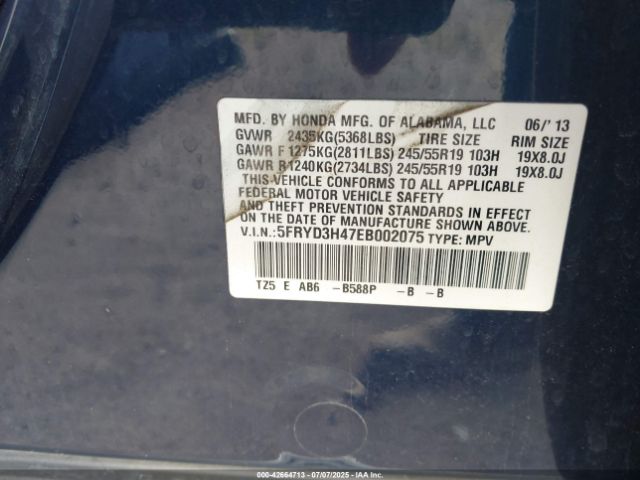 MFD. BY HONDA MFG. OF ALABAMA, LLC 06/'13
GVWR 2435KG(5368LBS) TIRE SIZE RIM SIZE
GAWR F 1275KG(2811LBS) 245/55R19 103H 19X8.0J
GAWR R 1240KG(2734LBS) 245/55R19 103H 19X8.0J
THIS VEHICLE CONFORMS TO ALL APPLICABLE
FEDERAL MOTOR VEHICLE SAFETY
AND THEFT PREVENTION STANDARDS IN EFFECT
ON THE DATE OF MANUFACTURE SHOWN ABOVE.
V.I.N.:5FRYD3H47EB002075 TYPE: MPV
TZ5 E AB6 -B588P -B -B
000-42664713 07/07/2025 IAAI.COM